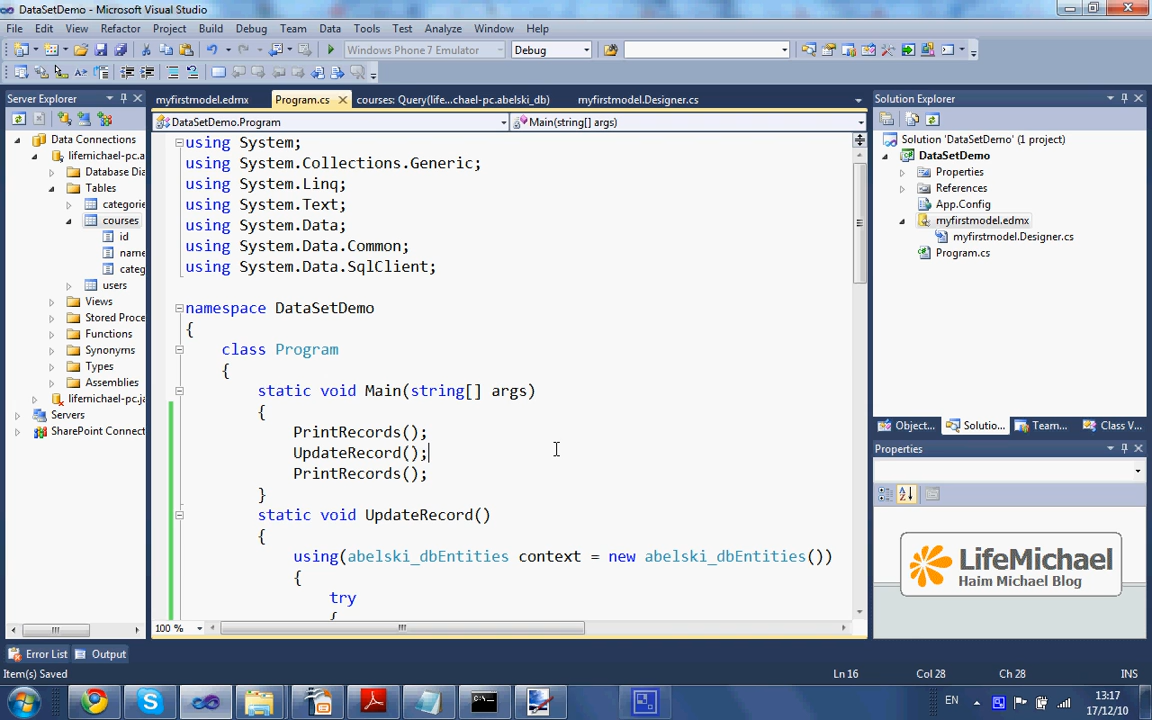 DataSetDemo - Microsoft Visual Studio
File Edit View Refactor Project Build Debug Team Data Tools Test Analyze Window Help
Windows Phone 7 Emulator Debug
Server Explorer
Data Connections
lifemichael-pc.a
Database Dia
Tables
categorie
courses
id
name
categ
users
Views
Stored Proce
Functions
Synonyms
Types
Assemblies
lifemichael-pc.ja
Servers
SharePoint Connect
myfirstmodel.edmx Program.cs courses: Query(life...chael-pc.abelski_db) myfirstmodel.Designer.cs
DataSetDemo.Program Main(string[] args)
using System;
using System.Collections.Generic;
using System.Linq;
using System.Text;
using System.Data;
using System.Data.Common;
using System.Data.SqlClient;
namespace DataSetDemo
{
class Program
{
static void Main(string[] args)
{
PrintRecords();
UpdateRecord();
PrintRecords();
}
static void UpdateRecord()
{
using(abelski_dbEntities context = new abelski_dbEntities())
{
try
{
100 %
Solution Explorer
Solution 'DataSetDemo' (1 project)
DataSetDemo
Properties
References
App.Config
myfirstmodel.edmx
myfirstmodel.Designer.cs
Program.cs
Object... Solutio... Team... Class V...
Properties
LifeMichael
Haim Michael Blog
Error List Output
Item(s) Saved Ln 16 Col 28 Ch 28 INS
EN
13:17
17/12/10